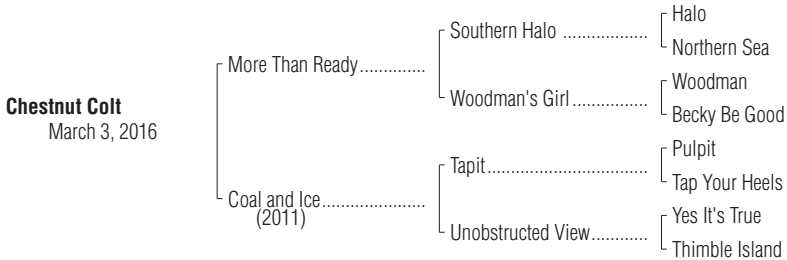 Halo
Southern Halo ..................
Northern Sea
More Than Ready..............
Woodman
Woodman's Girl................
Becky Be Good
Chestnut Colt
March 3, 2016
Pulpit
Tapit.................................
Tap Your Heels
Coal and Ice......................
(2011)
Yes It's True
Unobstructed View............
Thimble Island